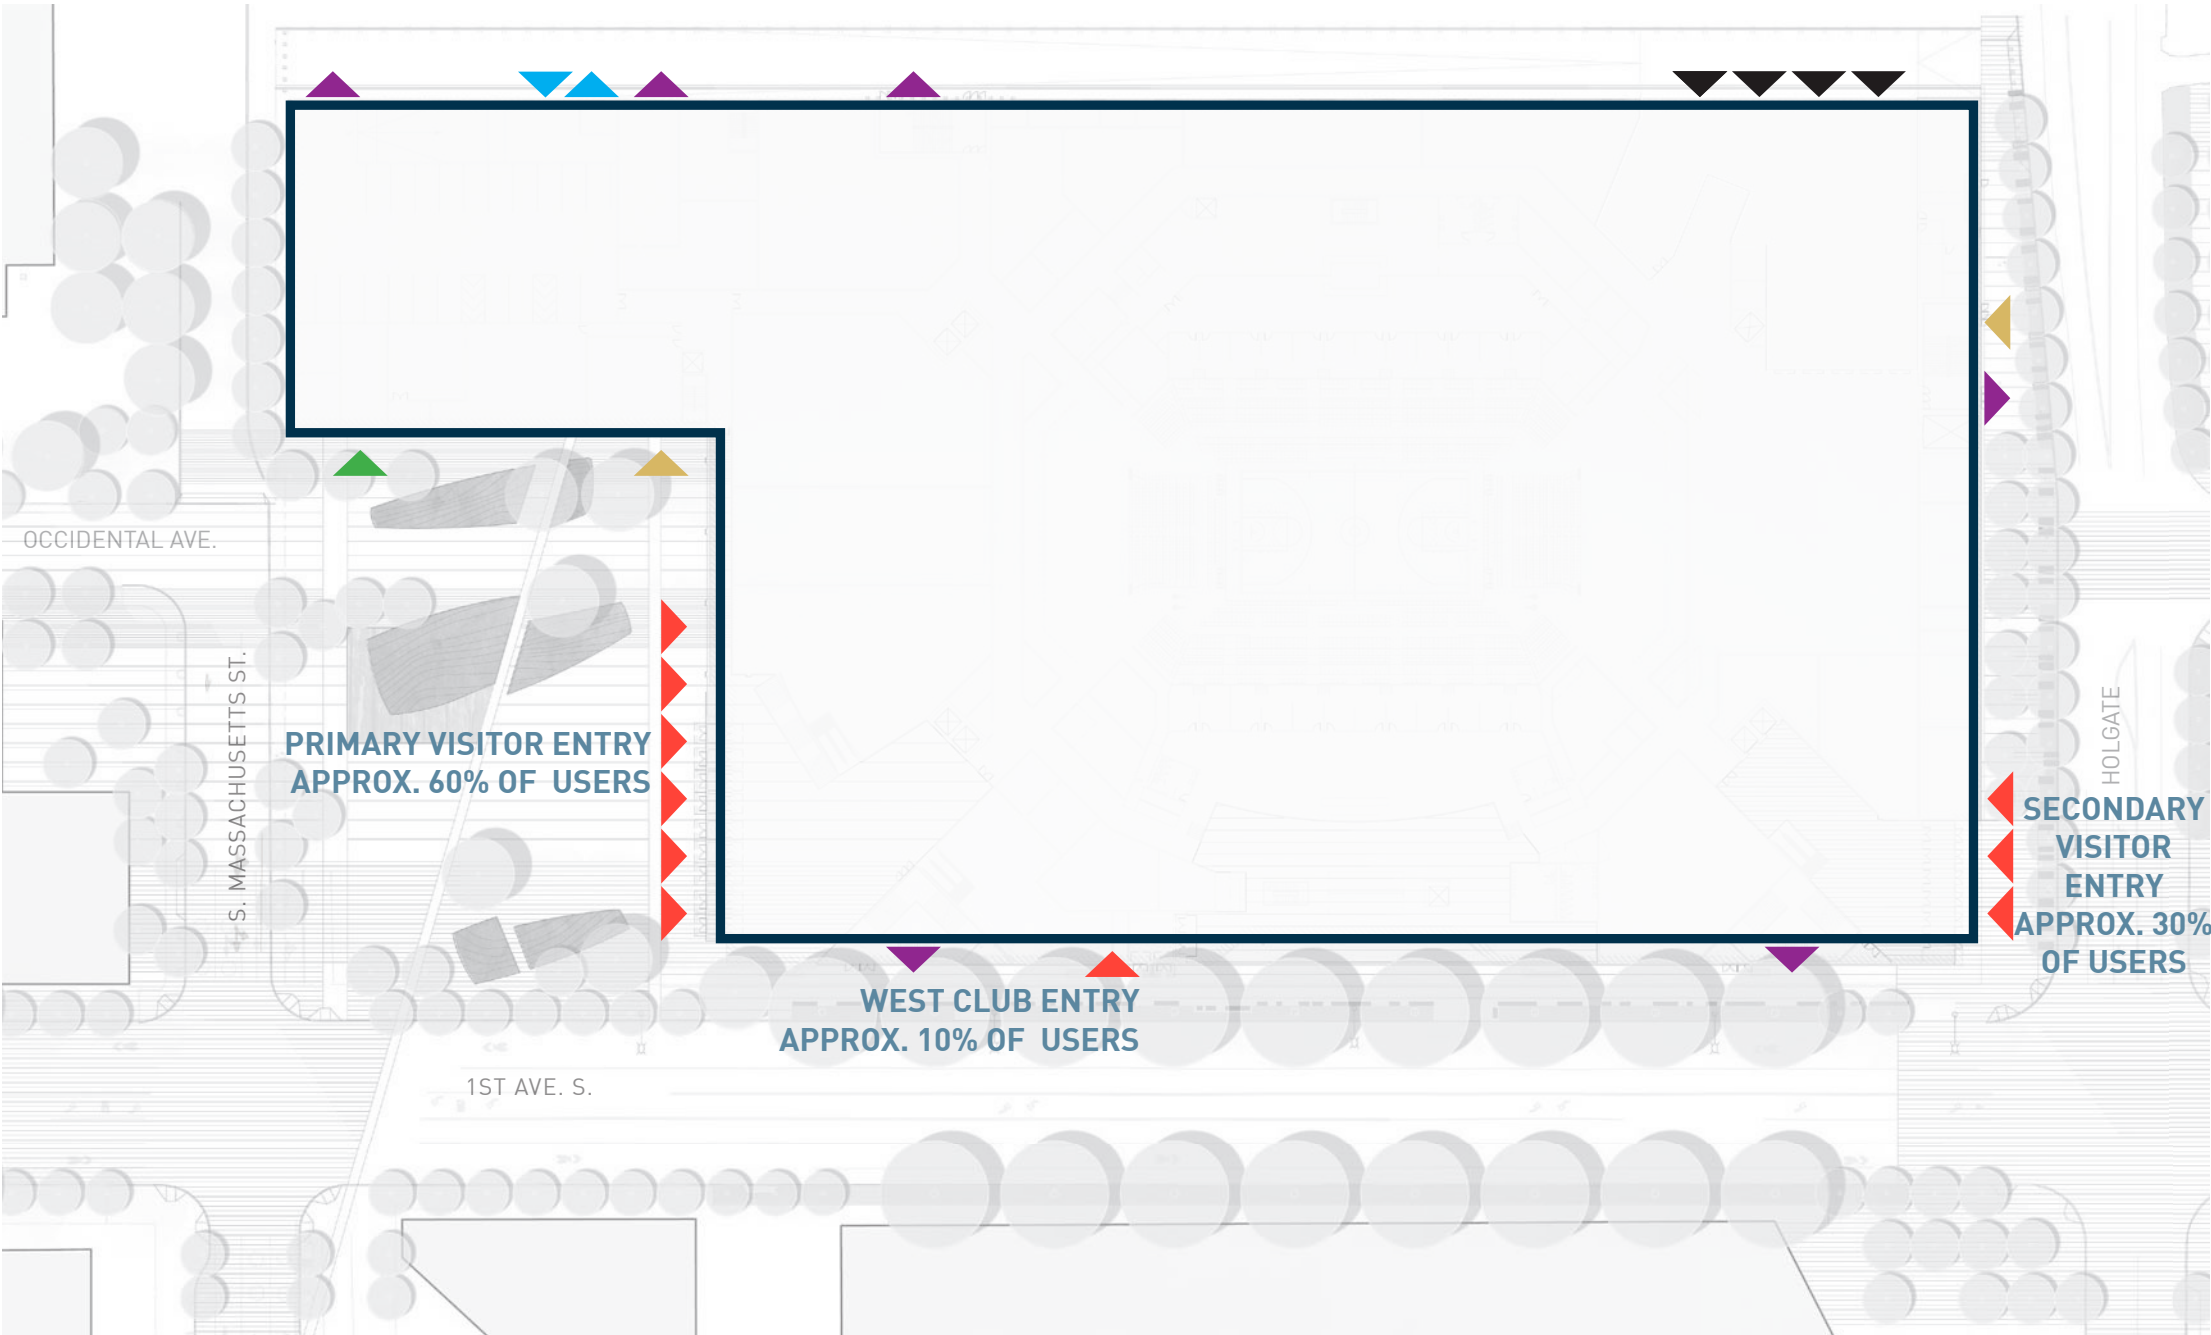 OCCIDENTAL AVE.
S. MASSACHUSETTS ST.
PRIMARY VISITOR ENTRY
APPROX. 60% OF USERS
HOLGATE
SECONDARY
VISITOR
ENTRY
APPROX. 30%
OF USERS
WEST CLUB ENTRY
APPROX. 10% OF USERS
1ST AVE. S.